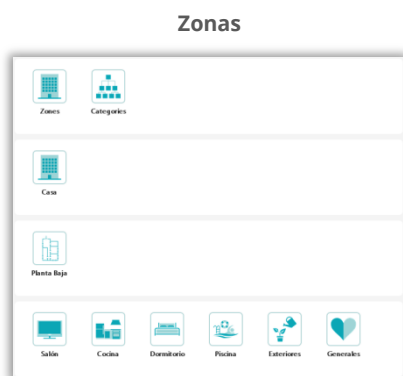 Zonas
Zones Categories
Casa
Planta Baja
Salón Cocina Dormitorio Piscina Exteriores Generales